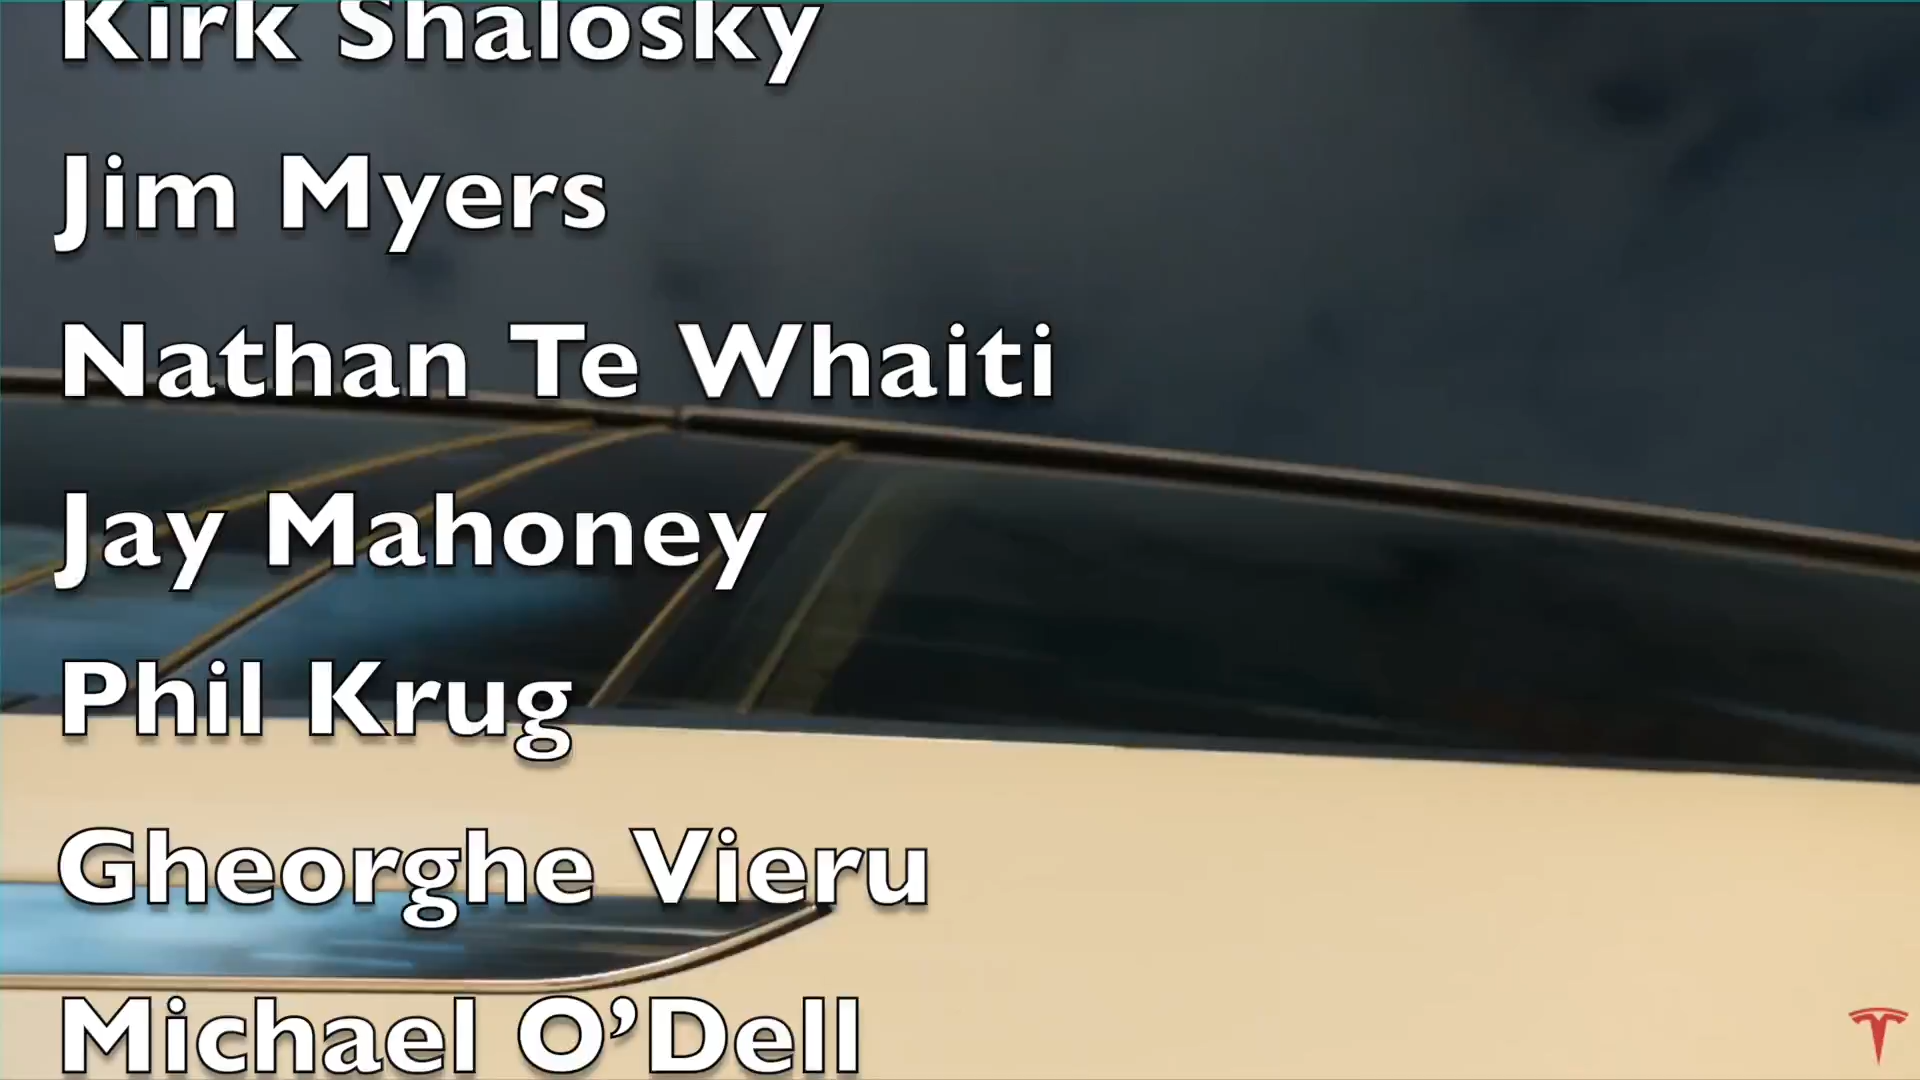 Kirk Shalosky
Jim Myers
Nathan Te Whaiti
Jay Mahoney
Phil Krug
Gheorghe Vieru
Michael O’Dell